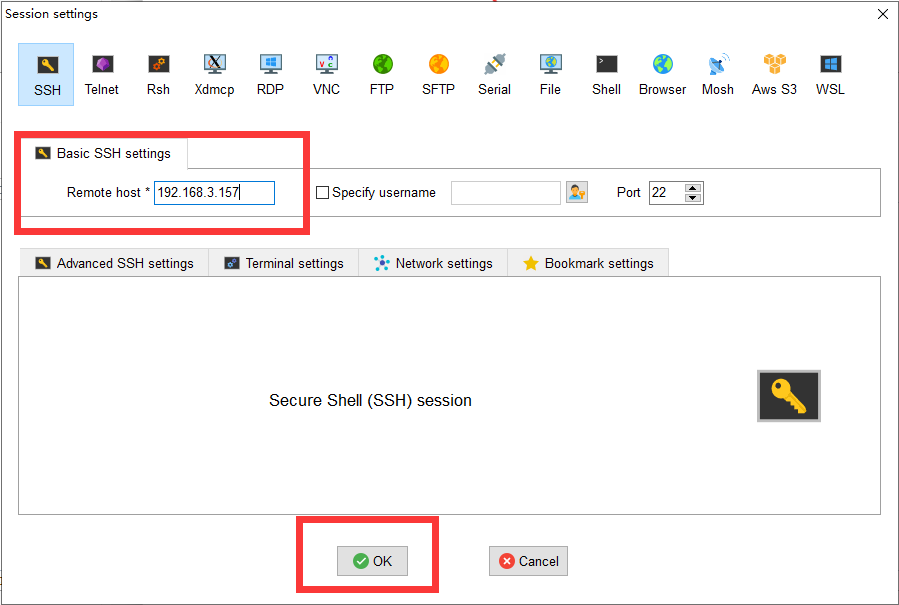 Session settings
SSH Telnet Rsh Xdmcp RDP VNC FTP SFTP Serial File Shell Browser Mosh Aws S3 WSL
Basic SSH settings
Remote host * 192.168.3.157 Specify username Port 22
Advanced SSH settings Terminal settings Network settings Bookmark settings
Secure Shell (SSH) session
OK Cancel